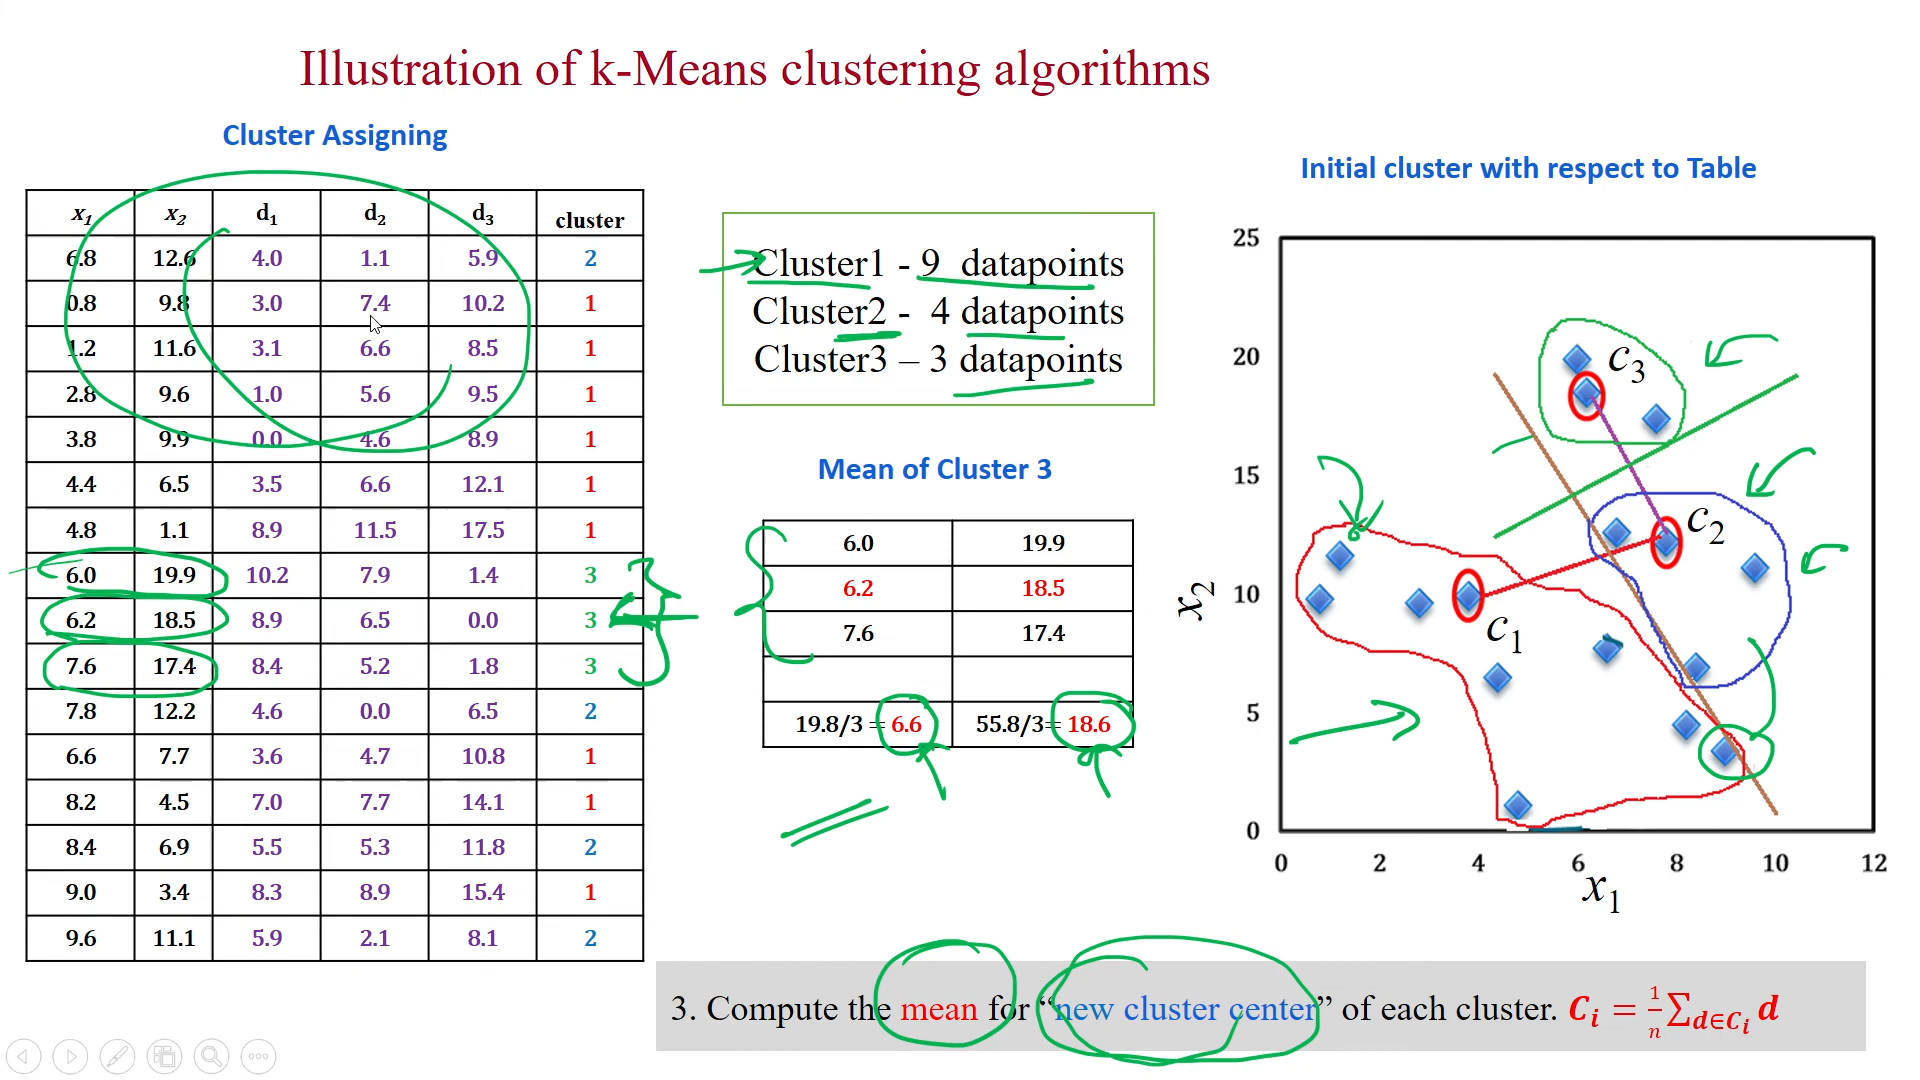 Illustration of k-Means clustering algorithms
Cluster Assigning
x1 x2 d1 d2 d3 cluster
6.8 12.6 4.0 1.1 5.9 2
0.8 9.8 3.0 7.4 10.2 1
1.2 11.6 3.1 6.6 8.5 1
2.8 9.6 1.0 5.6 9.5 1
3.8 9.9 0.0 4.6 8.9 1
4.4 6.5 3.5 6.6 12.1 1
4.8 1.1 8.9 11.5 17.5 1
6.0 19.9 10.2 7.9 1.4 3
6.2 18.5 8.9 6.5 0.0 3
7.6 17.4 8.4 5.2 1.8 3
7.8 12.2 4.6 0.0 6.5 2
6.6 7.7 3.6 4.7 10.8 1
8.2 4.5 7.0 7.7 14.1 1
8.4 6.9 5.5 5.3 11.8 2
9.0 3.4 8.3 8.9 15.4 1
9.6 11.1 5.9 2.1 8.1 2
Cluster1 - 9 datapoints
Cluster2 - 4 datapoints
Cluster3 – 3 datapoints
Mean of Cluster 3
6.0 19.9
6.2 18.5
7.6 17.4
19.8/3 = 6.6 55.8/3= 18.6
Initial cluster with respect to Table
25
20
15
10
5
0
x2
c3
c2
c1
0 2 4 6 8 10 12
x1
3. Compute the mean for “new cluster center” of each cluster. Ci = 1/n ∑d∈Ci d